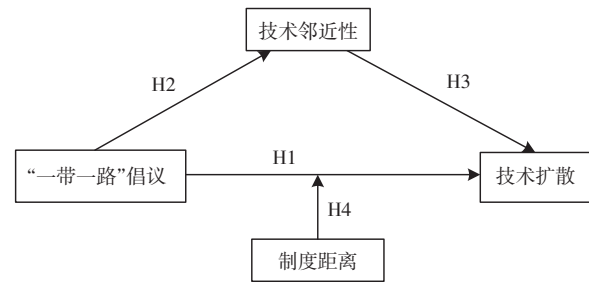 技术邻近性
H2
H3
“一带一路”倡议
H1
技术扩散
H4
制度距离